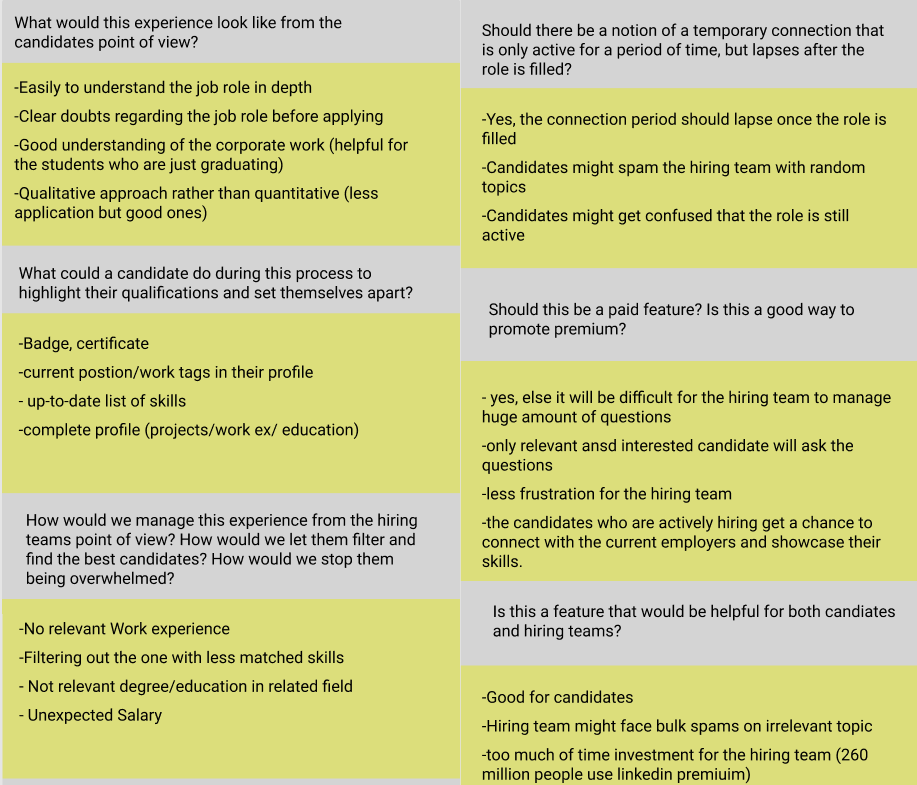 What would this experience look like from the
candidates point of view?
-Easily to understand the job role in depth
-Clear doubts regarding the job role before applying
-Good understanding of the corporate work (helpful for
the students who are just graduating)
-Qualitative approach rather than quantitative (less
application but good ones)
What could a candidate do during this process to
highlight their qualifications and set themselves apart?
-Badge, certificate
-current postion/work tags in their profile
- up-to-date list of skills
-complete profile (projects/work ex/ education)
How would we manage this experience from the hiring
teams point of view? How would we let them filter and
find the best candidates? How would we stop them
being overwhelmed?
-No relevant Work experience
-Filtering out the one with less matched skills
- Not relevant degree/education in related field
- Unexpected Salary
Should there be a notion of a temporary connection that
is only active for a period of time, but lapses after the
role is filled?
-Yes, the connection period should lapse once the role is
filled
-Candidates might spam the hiring team with random
topics
-Candidates might get confused that the role is still
active
Should this be a paid feature? Is this a good way to
promote premium?
- yes, else it will be difficult for the hiring team to manage
huge amount of questions
-only relevant ansd interested candidate will ask the
questions
-less frustration for the hiring team
-the candidates who are actively hiring get a chance to
connect with the current employers and showcase their
skills.
Is this a feature that would be helpful for both candiates
and hiring teams?
-Good for candidates
-Hiring team might face bulk spams on irrelevant topic
-too much of time investment for the hiring team (260
million people use linkedin premiuim)